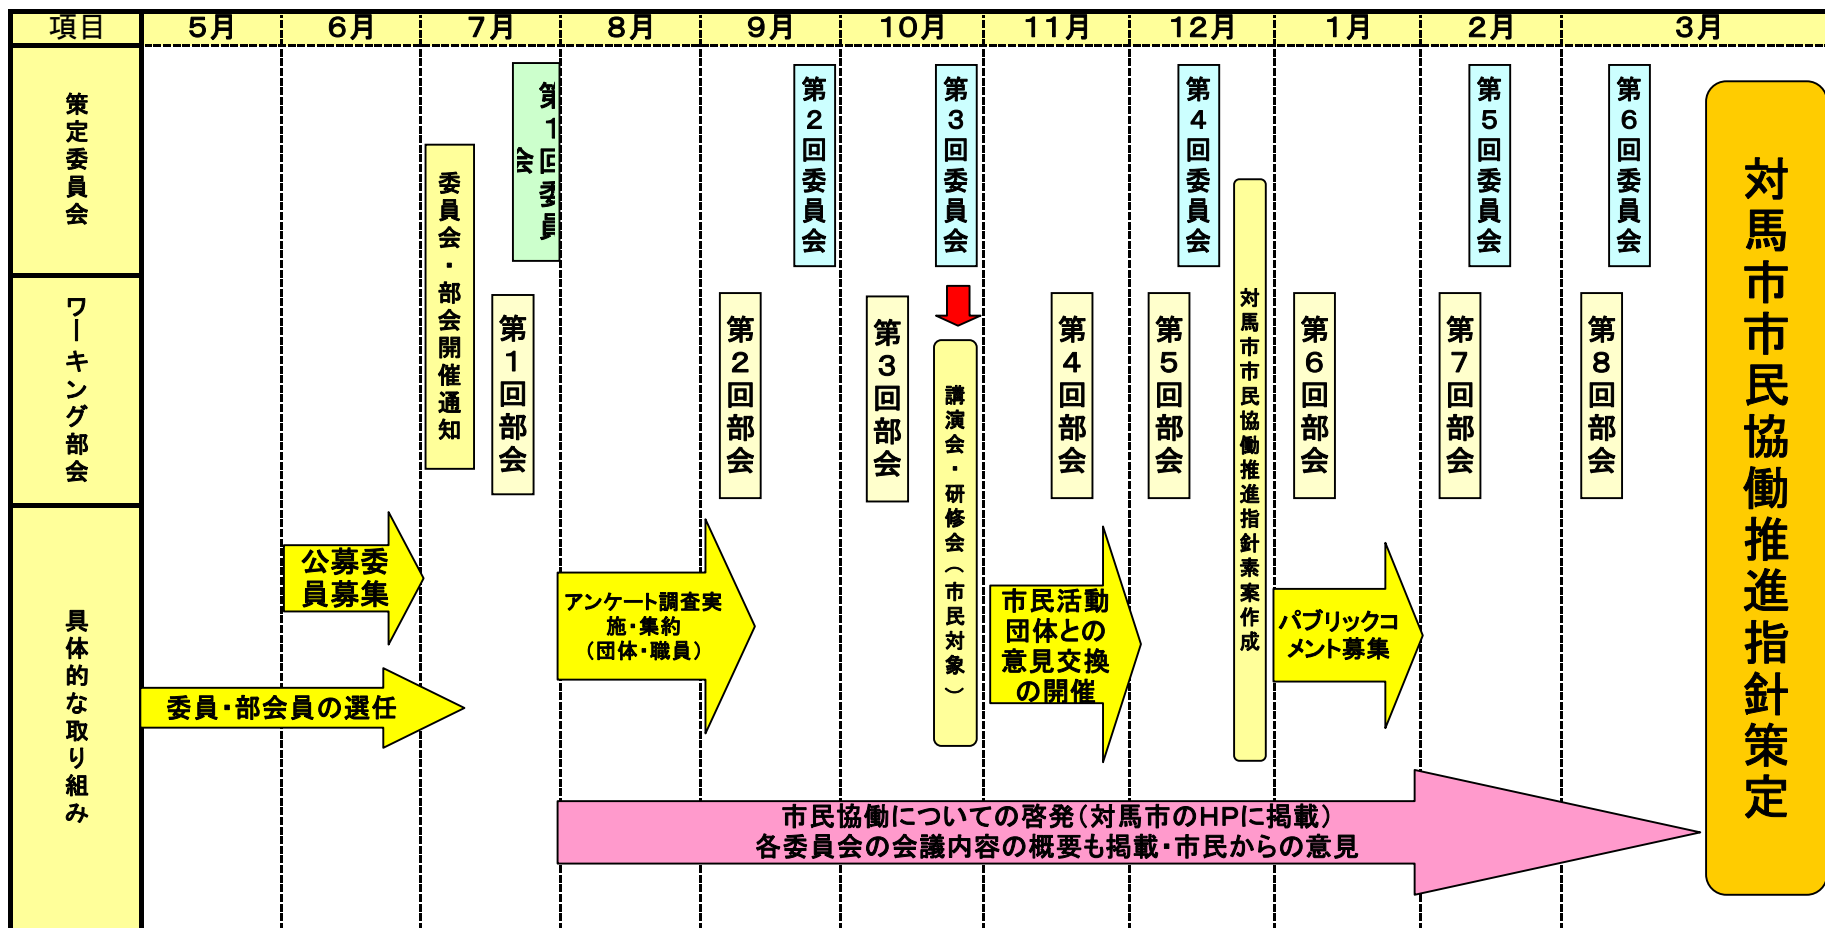 項目
5月
6月
7月
8月
9月
10月
11月
12月
1月
2月
3月
策定委員会
第1回委員会
第2回委員会
第3回委員会
第4回委員会
第5回委員会
第6回委員会
委員会・部会開催通知
ワーキング部会
第1回部会
第2回部会
第3回部会
第4回部会
第5回部会
第6回部会
第7回部会
第8回部会
講演会・研修会（市民対象）
対馬市市民協働推進指針素案作成
具体的な取り組み
公募委
員募集
委員・部会員の選任
アンケート調査実
施・集約
（団体・職員）
市民活動
団体との
意見交換
の開催
パブリックコ
メント募集
市民協働についての啓発（対馬市のHPに掲載）
各委員会の会議内容の概要も掲載・市民からの意見
対馬市市民協働推進指針策定